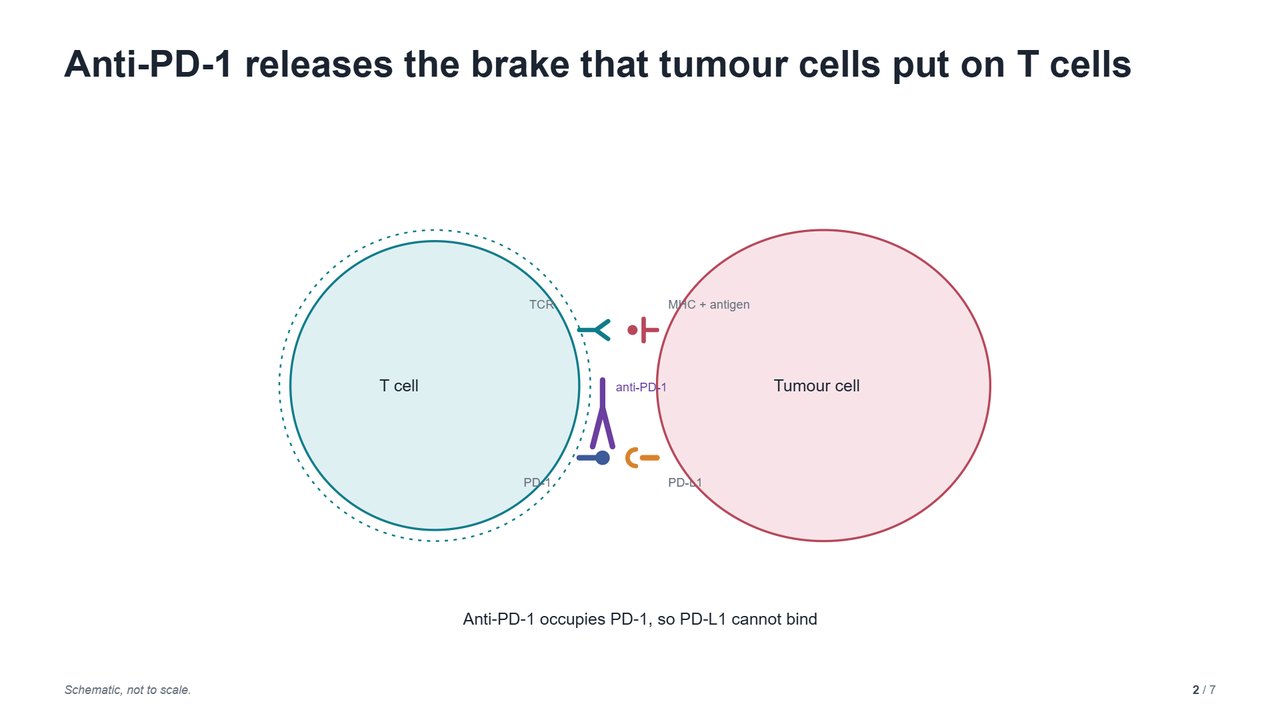 Anti-PD-1 releases the brake that tumour cells put on T cells
TCR
MHC + antigen
T cell
anti-PD-1
Tumour cell
PD-1
PD-L1
Anti-PD-1 occupies PD-1, so PD-L1 cannot bind
Schematic, not to scale.
2 / 7